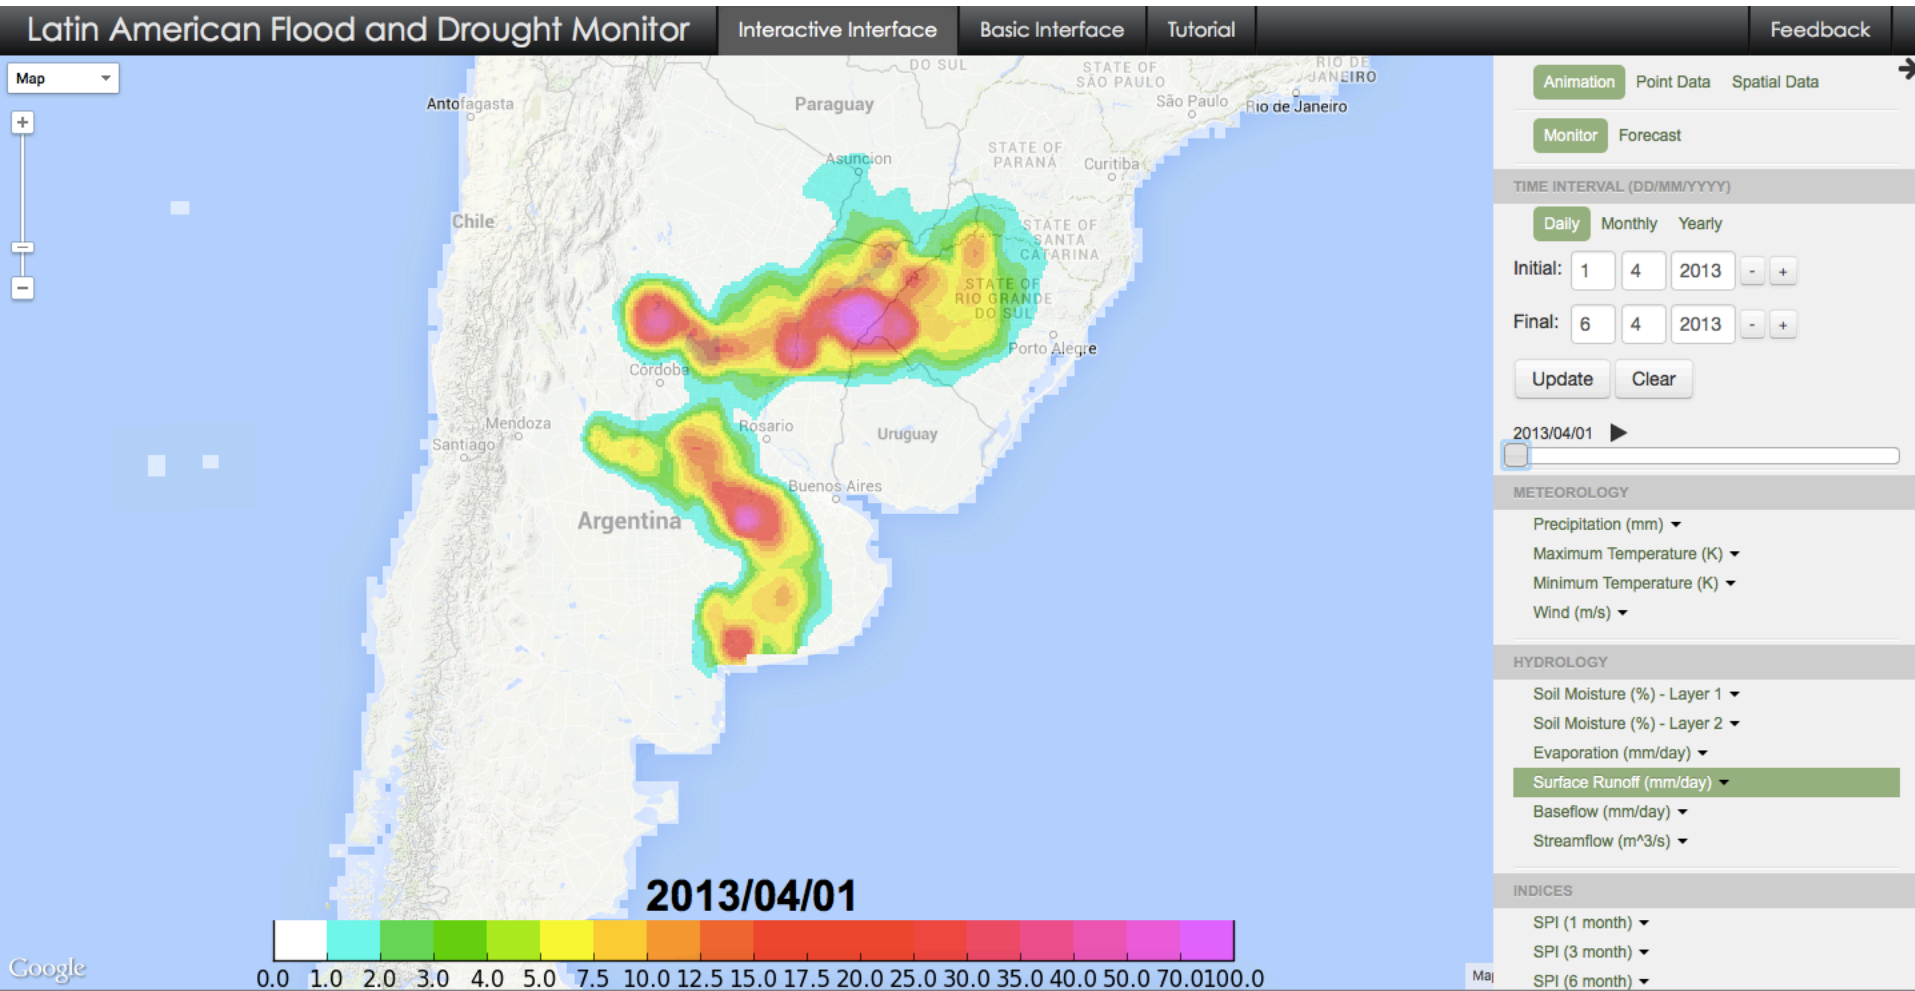 Latin American Flood and Drought Monitor
Interactive Interface
Basic Interface
Tutorial
Feedback
Map
Antofagasta
Paraguay
DO SUL
STATE OF
SÃO PAULO
RIO DE
JANEIRO
São Paulo
Rio de Janeiro
Asuncion
STATE OF
PARANÁ
Curitiba
Chile
STATE OF
SANTA
CATARINA
STATE OF
RIO GRANDE
DO SUL
Porto Alegre
Córdoba
Mendoza
Santiago
Rosario
Uruguay
Buenos Aires
Argentina
2013/04/01
0.0 1.0 2.0 3.0 4.0 5.0 7.5 10.0 12.5 15.0 17.5 20.0 25.0 30.0 35.0 40.0 50.0 70.0100.0
Google
Map
Animation Point Data Spatial Data
Monitor Forecast
TIME INTERVAL (DD/MM/YYYY)
Daily Monthly Yearly
Initial: 1 4 2013 - +
Final: 6 4 2013 - +
Update Clear
2013/04/01
METEOROLOGY
Precipitation (mm)
Maximum Temperature (K)
Minimum Temperature (K)
Wind (m/s)
HYDROLOGY
Soil Moisture (%) - Layer 1
Soil Moisture (%) - Layer 2
Evaporation (mm/day)
Surface Runoff (mm/day)
Baseflow (mm/day)
Streamflow (m^3/s)
INDICES
SPI (1 month)
SPI (3 month)
SPI (6 month)